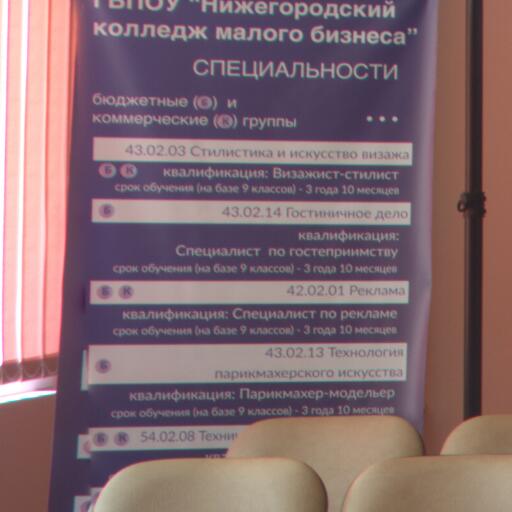 ГБПОУ "Нижегородский
колледж малого бизнеса"
СПЕЦИАЛЬНОСТИ
бюджетные (Б) и
коммерческие (К) группы
...
43.02.03 Стилистика и искусство визажа
Б К квалификация: Визажист-стилист
срок обучения (на базе 9 классов) - 3 года 10 месяцев
Б 43.02.14 Гостиничное дело
квалификация:
Специалист по гостеприимству
срок обучения (на базе 9 классов) - 3 года 10 месяцев
Б К 42.02.01 Реклама
квалификация: Специалист по рекламе
срок обучения (на базе 9 классов) - 3 года 10 месяцев
Б 43.02.13 Технология
парикмахерского искусства
квалификация: Парикмахер-модельер
срок обучения (на базе 9 классов) - 3 года 10 месяцев
Б К 54.02.08 Техни